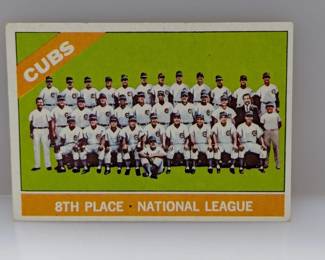 CUBS
8TH PLACE · NATIONAL LEAGUE